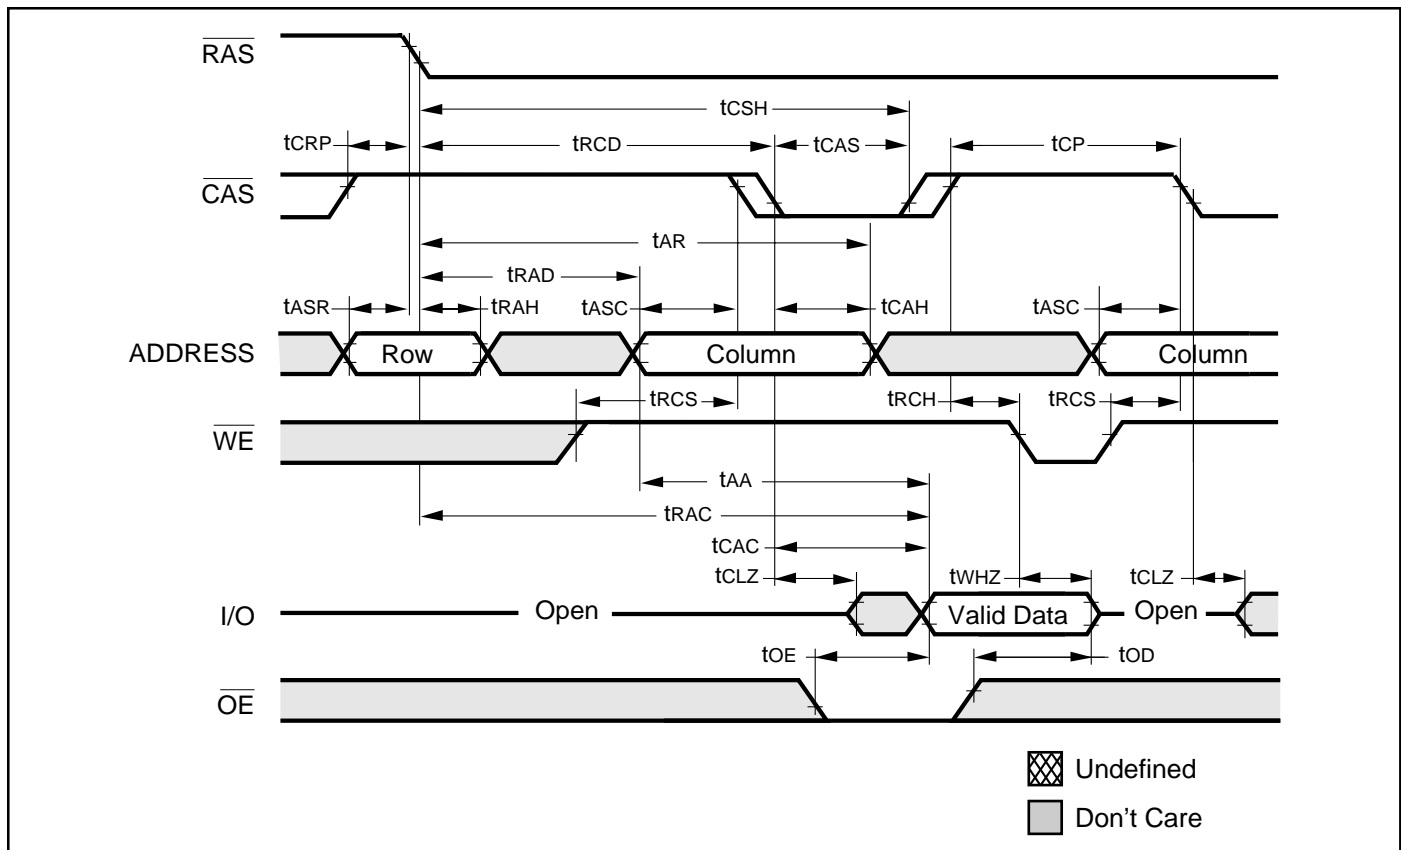 RAS
tCSH
tCRP
tRCD
tCAS
tCP
CAS
tAR
tRAD
tASR
tRAH
tASC
tCAH
tASC
ADDRESS
Row
Column
Column
tRCS
tRCH
tRCS
WE
tAA
tRAC
tCAC
tCLZ
tWHZ
tCLZ
I/O
Open
Valid Data
Open
tOE
tOD
OE
Undefined
Don't Care